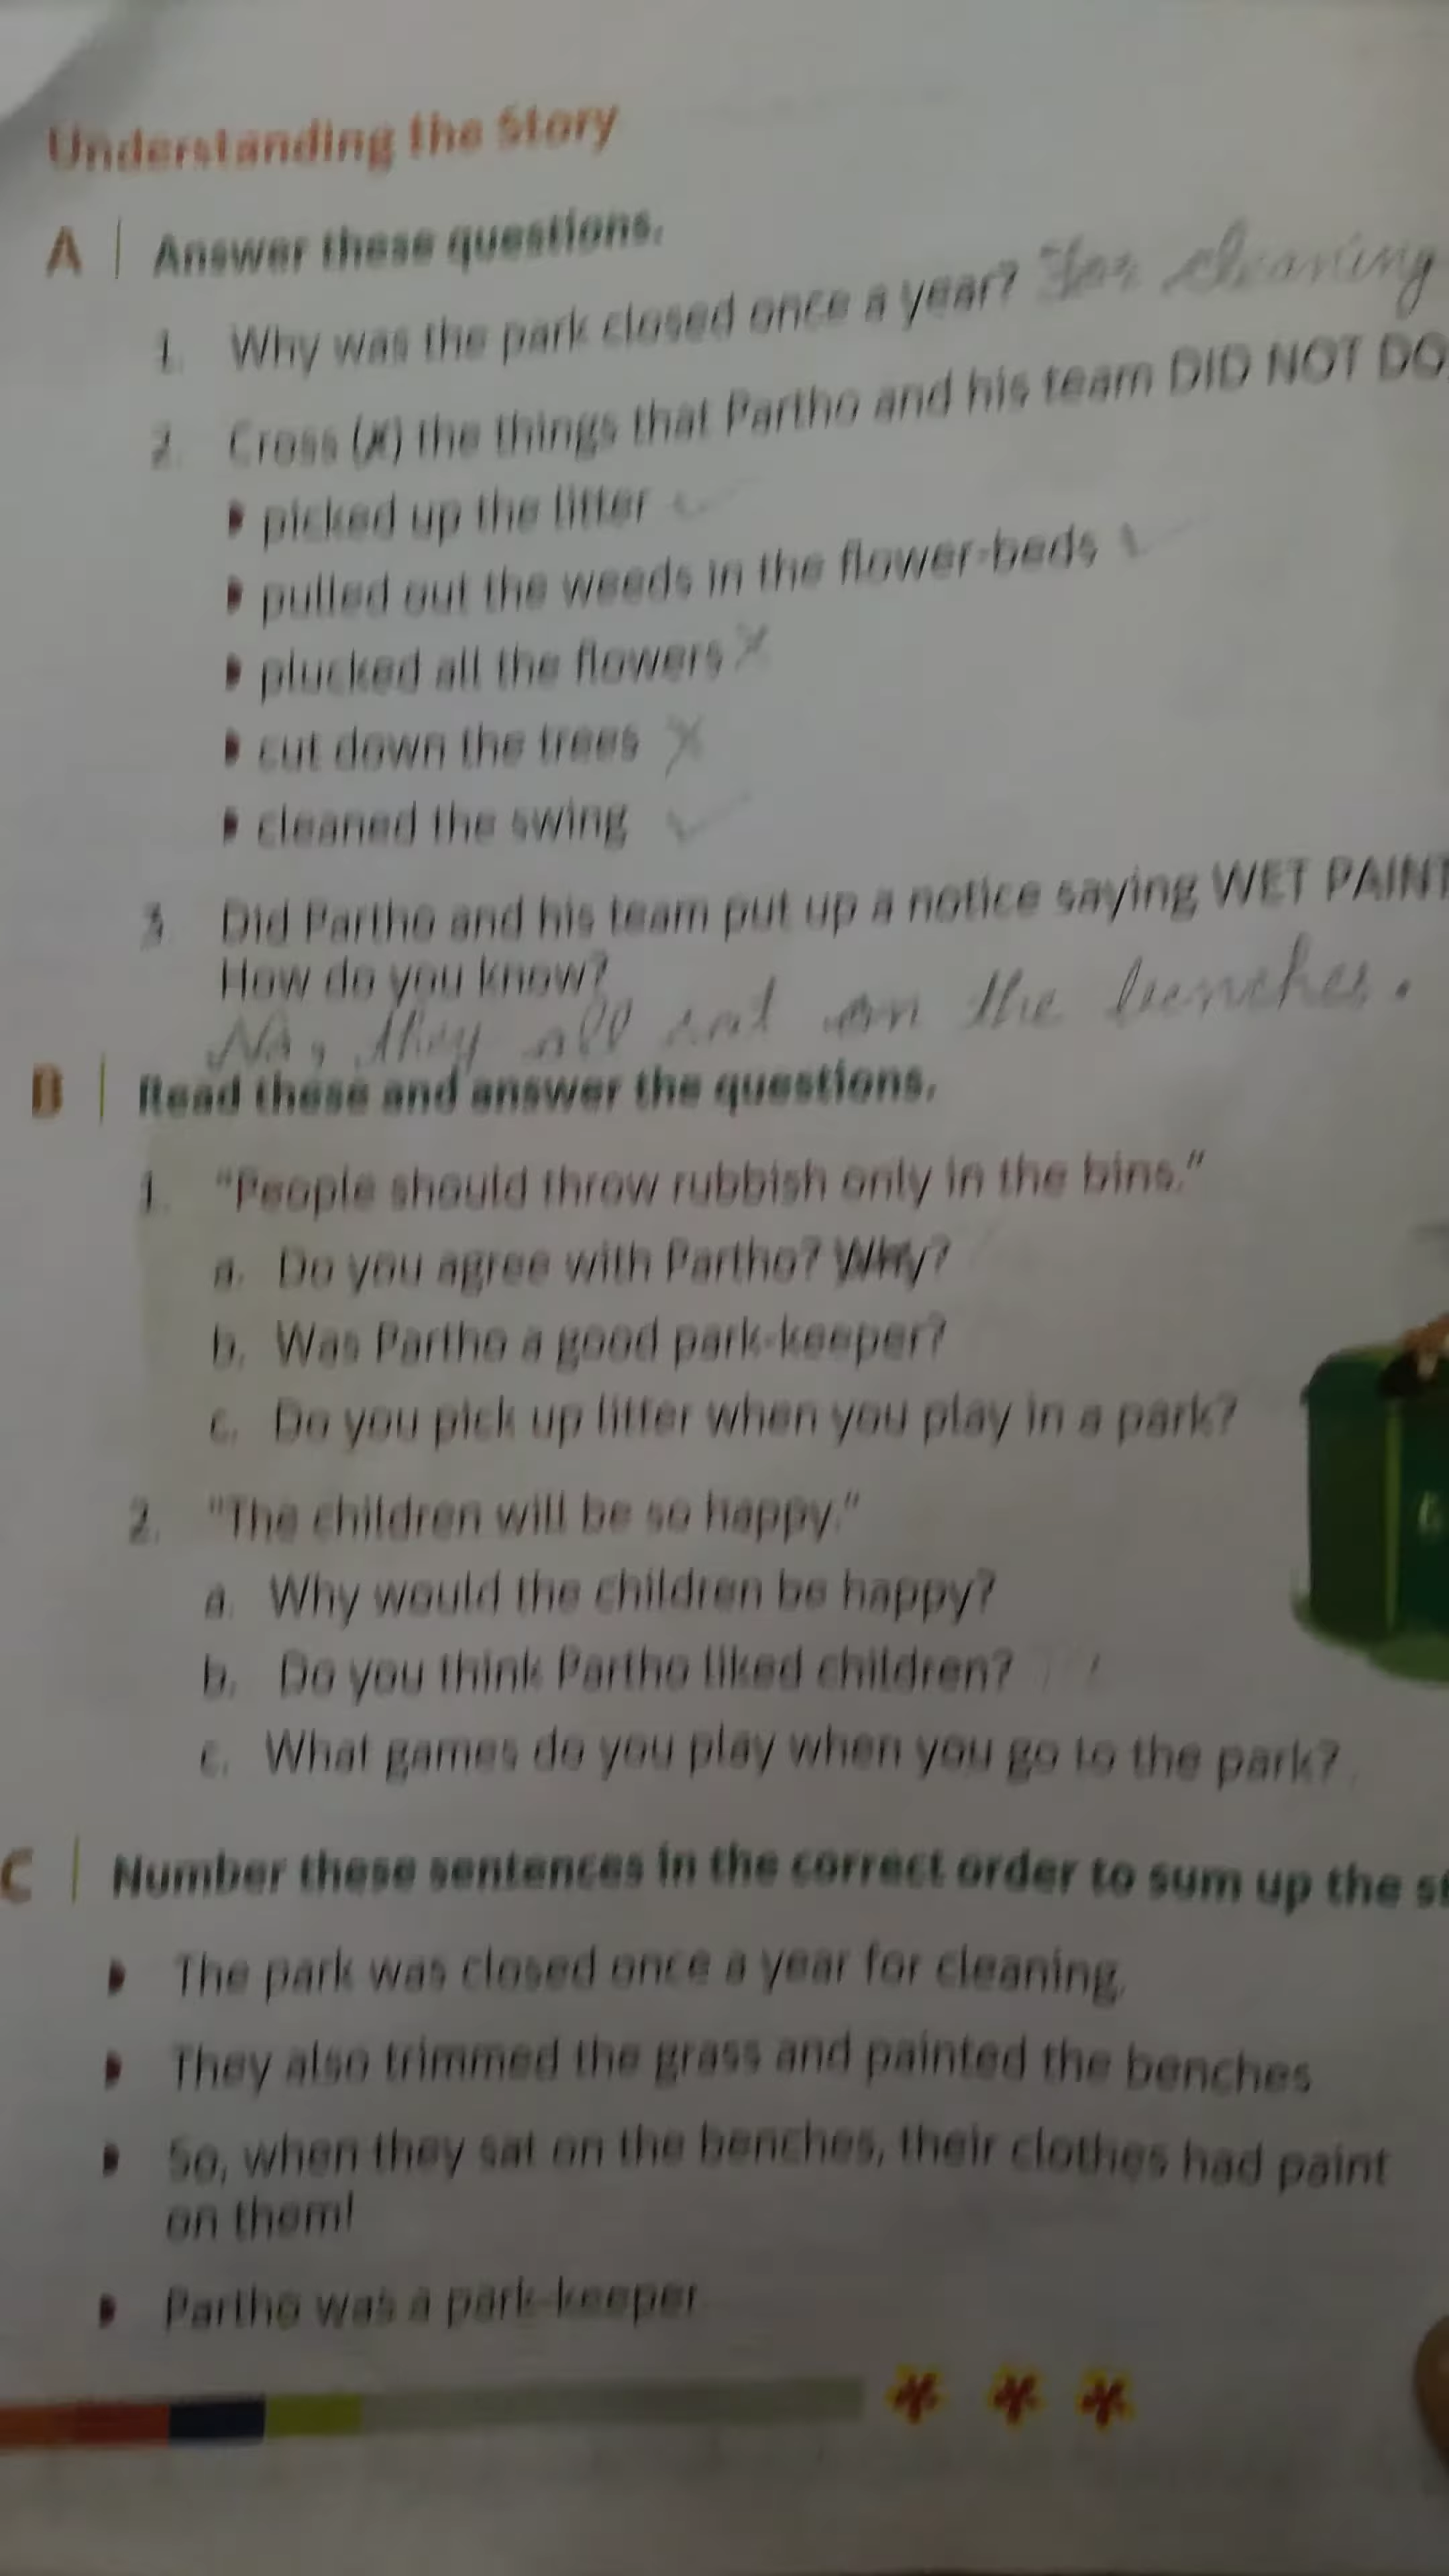 Understanding the Story
A | Answer these questions.
1. Why was the park closed once a year? For cleaning
2. Cross (✗) the things that Partho and his team DID NOT DO
picked up the litter ✓
pulled out the weeds in the flower-beds ✓
plucked all the flowers ✗
cut down the trees ✗
cleaned the swing ✓
3. Did Partho and his team put up a notice saying WET PAINT
How do you know?
No, they all sat on the benches.
B | Read these and answer the questions.
1. "People should throw rubbish only in the bins."
a. Do you agree with Partho? Why?
b. Was Partho a good park-keeper?
c. Do you pick up litter when you play in a park?
2. "The children will be so happy."
a. Why would the children be happy?
b. Do you think Partho liked children?
c. What games do you play when you go to the park?
C | Number these sentences in the correct order to sum up the
The park was closed once a year for cleaning.
They also trimmed the grass and painted the benches
So, when they sat on the benches, their clothes had paint
on them!
Partho was a park-keeper